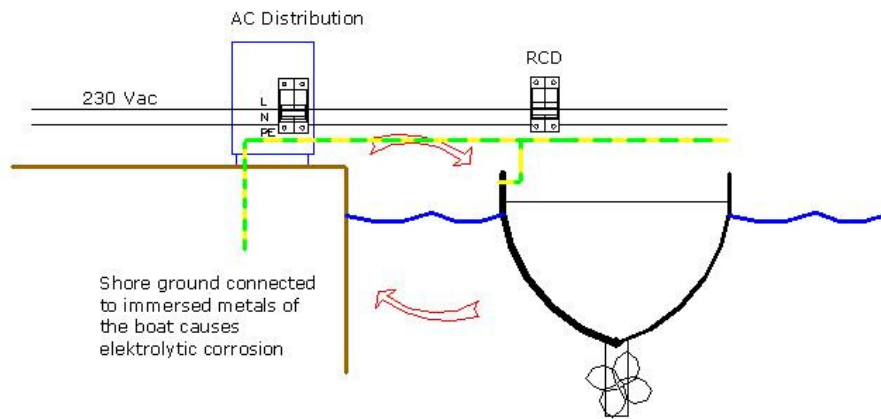 AC Distribution
RCD
230 Vac
L
N
PE
Shore ground connected
to immersed metals of
the boat causes
elektrolytic corrosion